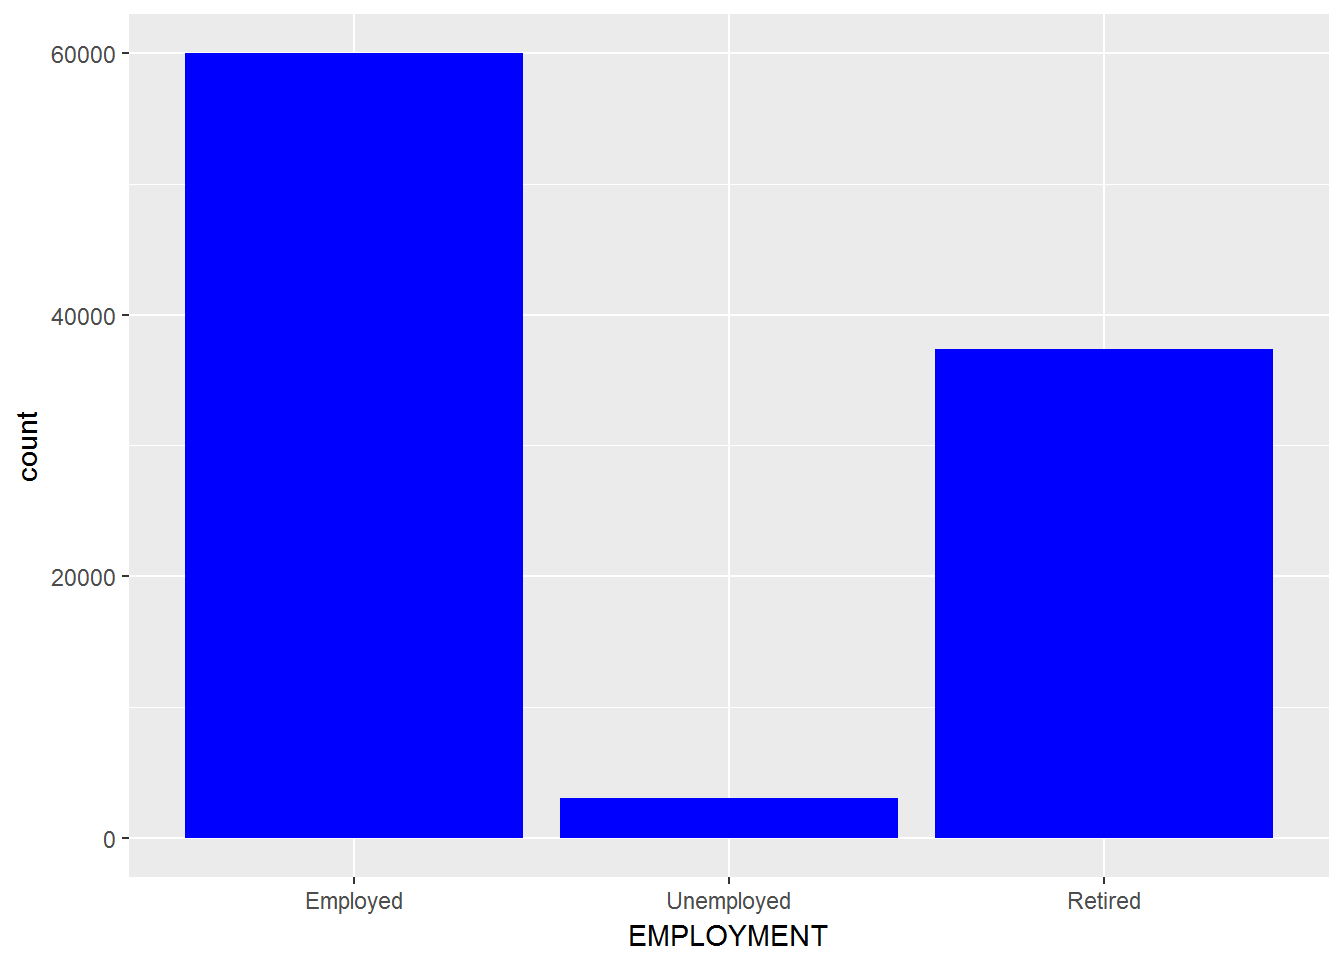 60000
40000
20000
0
count
Employed
Unemployed
Retired
EMPLOYMENT